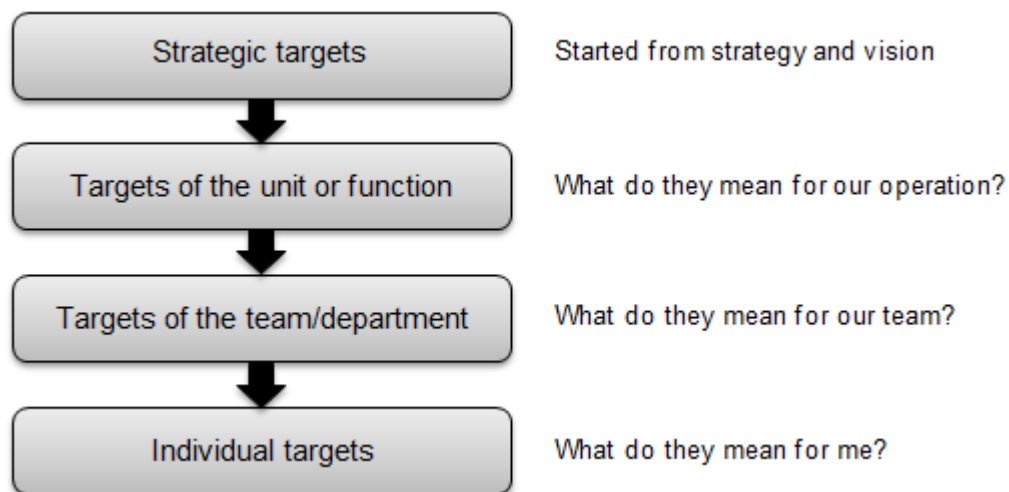 Strategic targets
Started from strategy and vision
Targets of the unit or function
What do they mean for our operation?
Targets of the team/department
What do they mean for our team?
Individual targets
What do they mean for me?